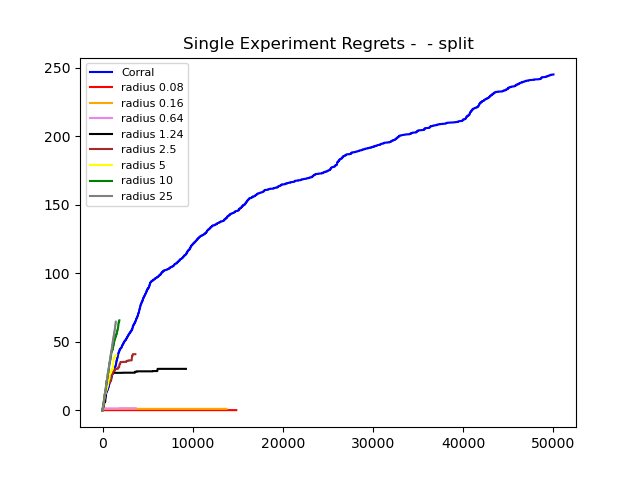 Single Experiment Regrets -  - split
250
200
150
100
50
0
Corral
radius 0.08
radius 0.16
radius 0.64
radius 1.24
radius 2.5
radius 5
radius 10
radius 25
0 10000 20000 30000 40000 50000